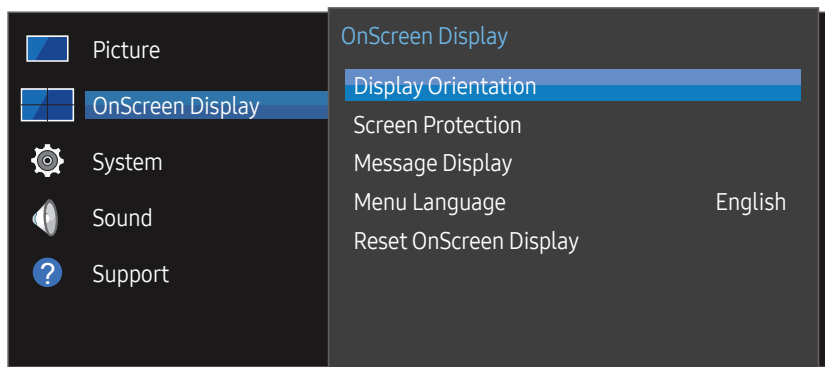 Picture
OnScreen Display
System
Sound
?
Support
OnScreen Display
Display Orientation
Screen Protection
Message Display
Menu Language English
Reset OnScreen Display